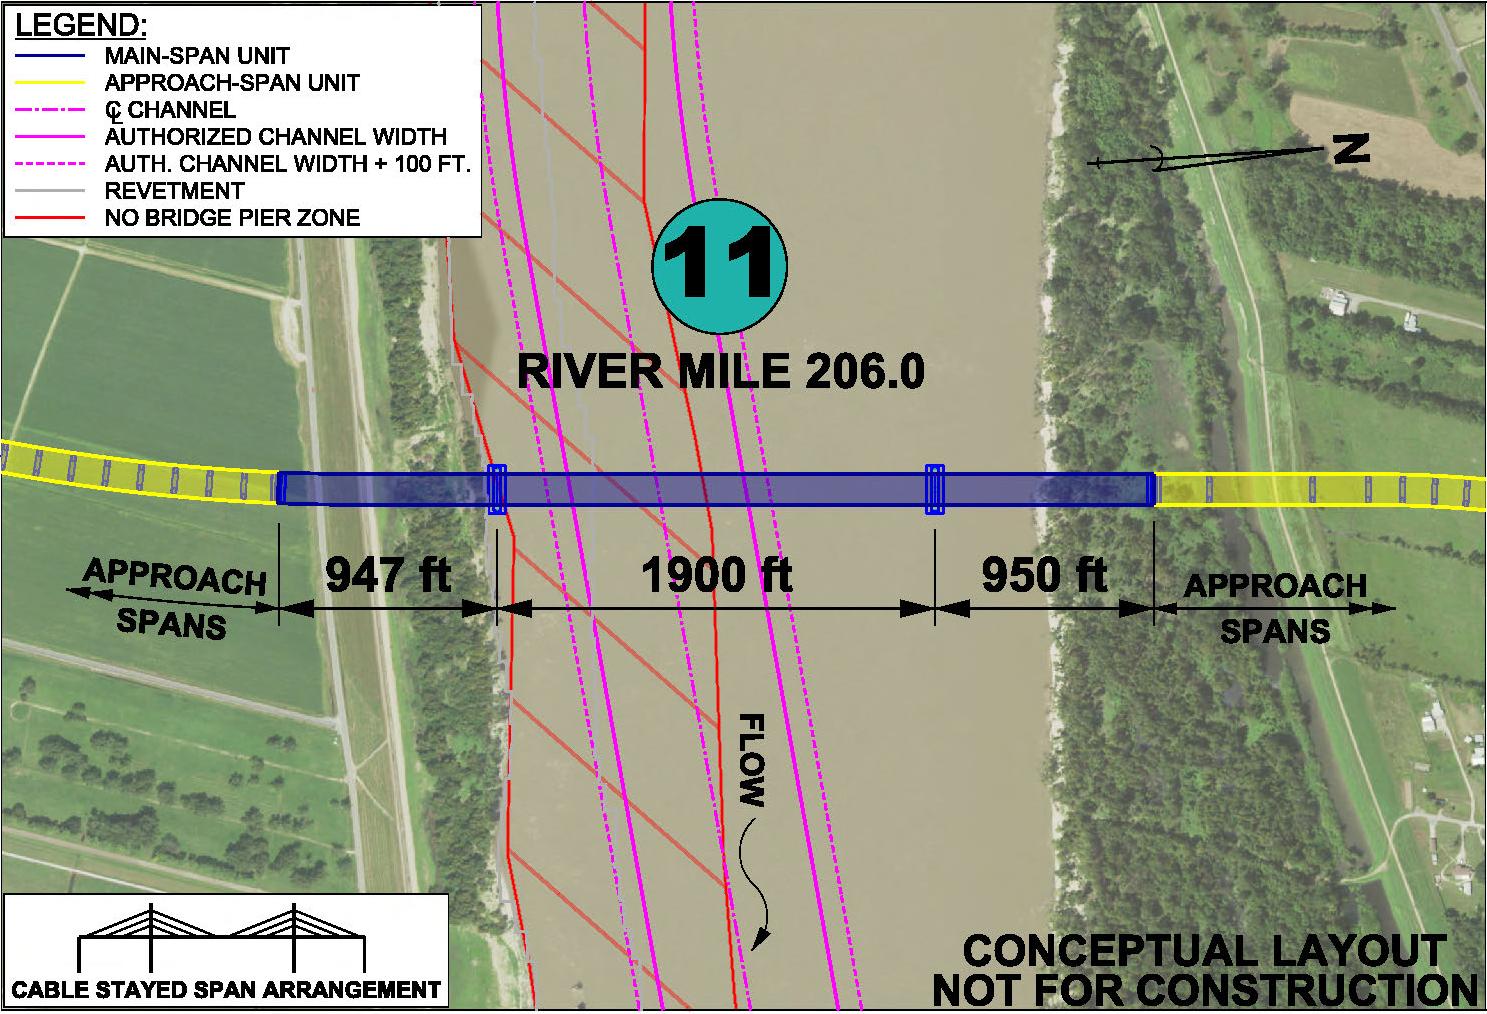 LEGEND:
MAIN-SPAN UNIT
APPROACH-SPAN UNIT
℄ CHANNEL
AUTHORIZED CHANNEL WIDTH
AUTH. CHANNEL WIDTH + 100 FT.
REVETMENT
NO BRIDGE PIER ZONE
N
11
RIVER MILE 206.0
APPROACH
SPANS
947 ft
1900 ft
950 ft
APPROACH
SPANS
FLOW
CABLE STAYED SPAN ARRANGEMENT
CONCEPTUAL LAYOUT
NOT FOR CONSTRUCTION